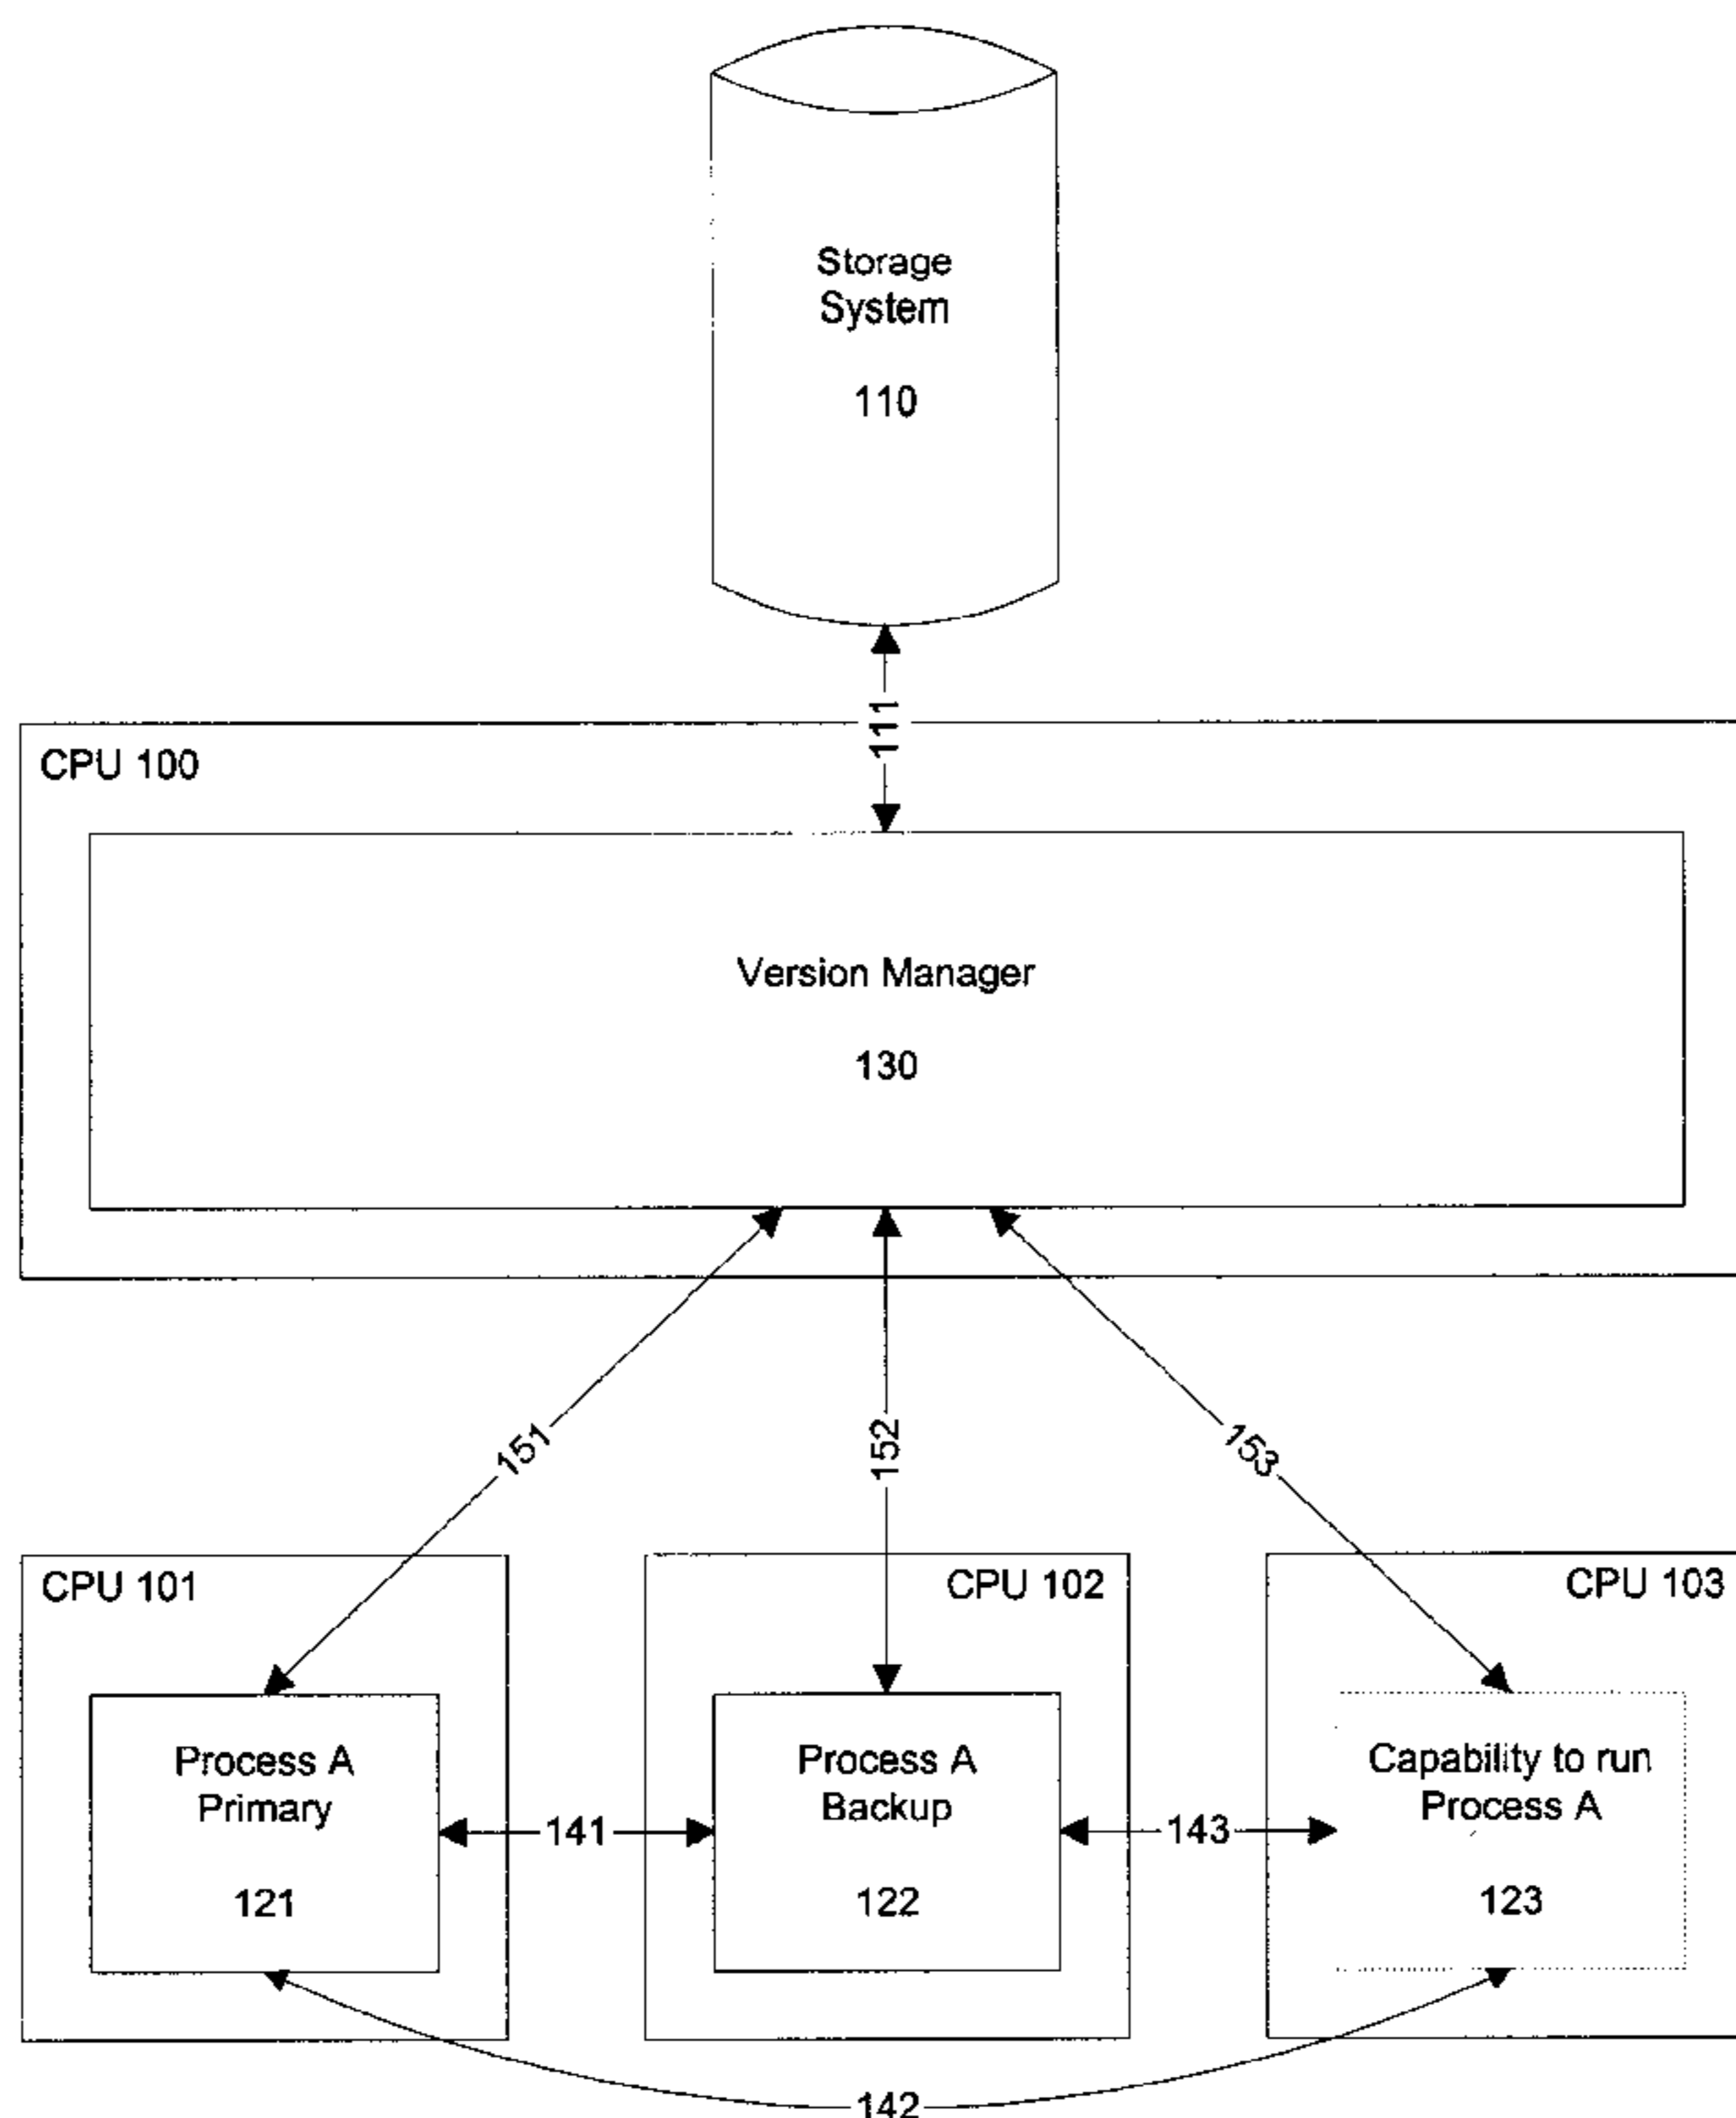 Storage
System
110
111
CPU 100
Version Manager
130
151
152
153
CPU 101
CPU 102
CPU 103
Process A
Primary
121
141
Process A
Backup
122
143
Capability to run
Process A
123
142